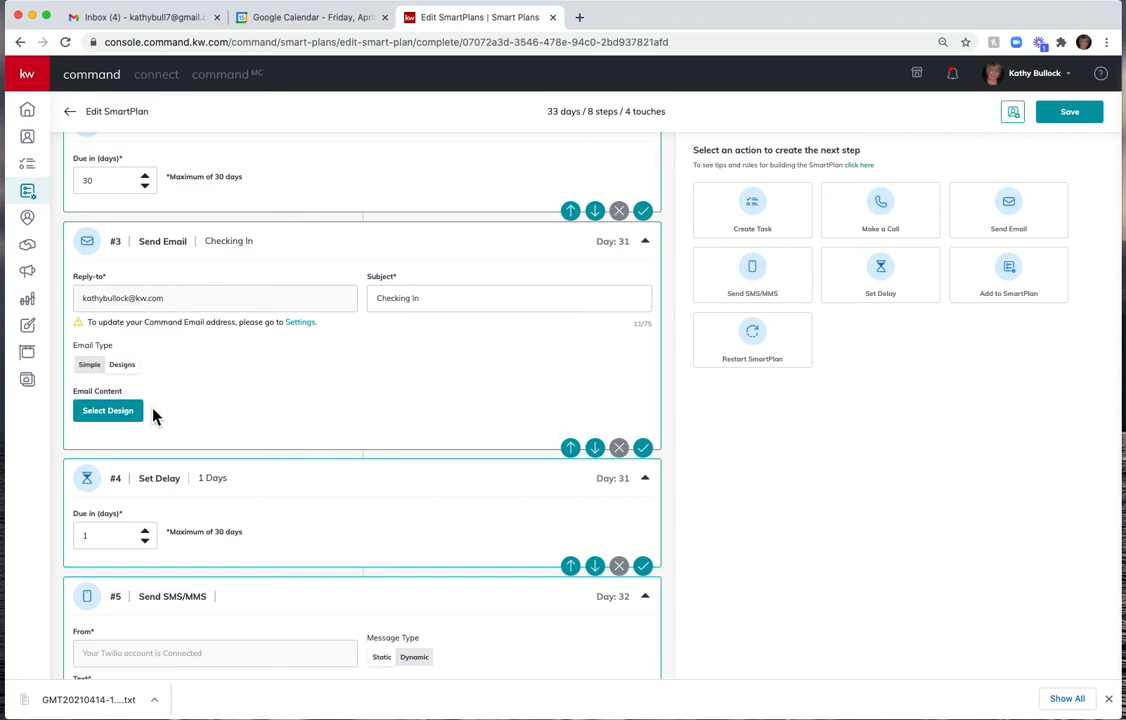 Inbox (4) - kathybull7@gmail.c
Google Calendar - Friday, April
Edit SmartPlans | Smart Plans
console.command.kw.com/command/smart-plans/edit-smart-plan/complete/07072a3d-3546-478e-94c0-2bd937821afd
kw
command connect command MC
Kathy Bullock
Edit SmartPlan
33 days / 8 steps / 4 touches
Save
Due in (days)*
30
*Maximum of 30 days
#3 Send Email Checking In Day: 31
Reply-to*
kathybullock@kw.com
Subject*
Checking In
To update your Command Email address, please go to Settings.
11/75
Email Type
Simple Designs
Email Content
Select Design
#4 Set Delay 1 Days Day: 31
Due in (days)*
1
*Maximum of 30 days
#5 Send SMS/MMS Day: 32
From*
Your Twilio account is Connected
Message Type
Static Dynamic
Text*
Select an action to create the next step
To see tips and rules for building the SmartPlan click here
Create Task
Make a Call
Send Email
Send SMS/MMS
Set Delay
Add to SmartPlan
Restart SmartPlan
GMT20210414-1....txt
Show All